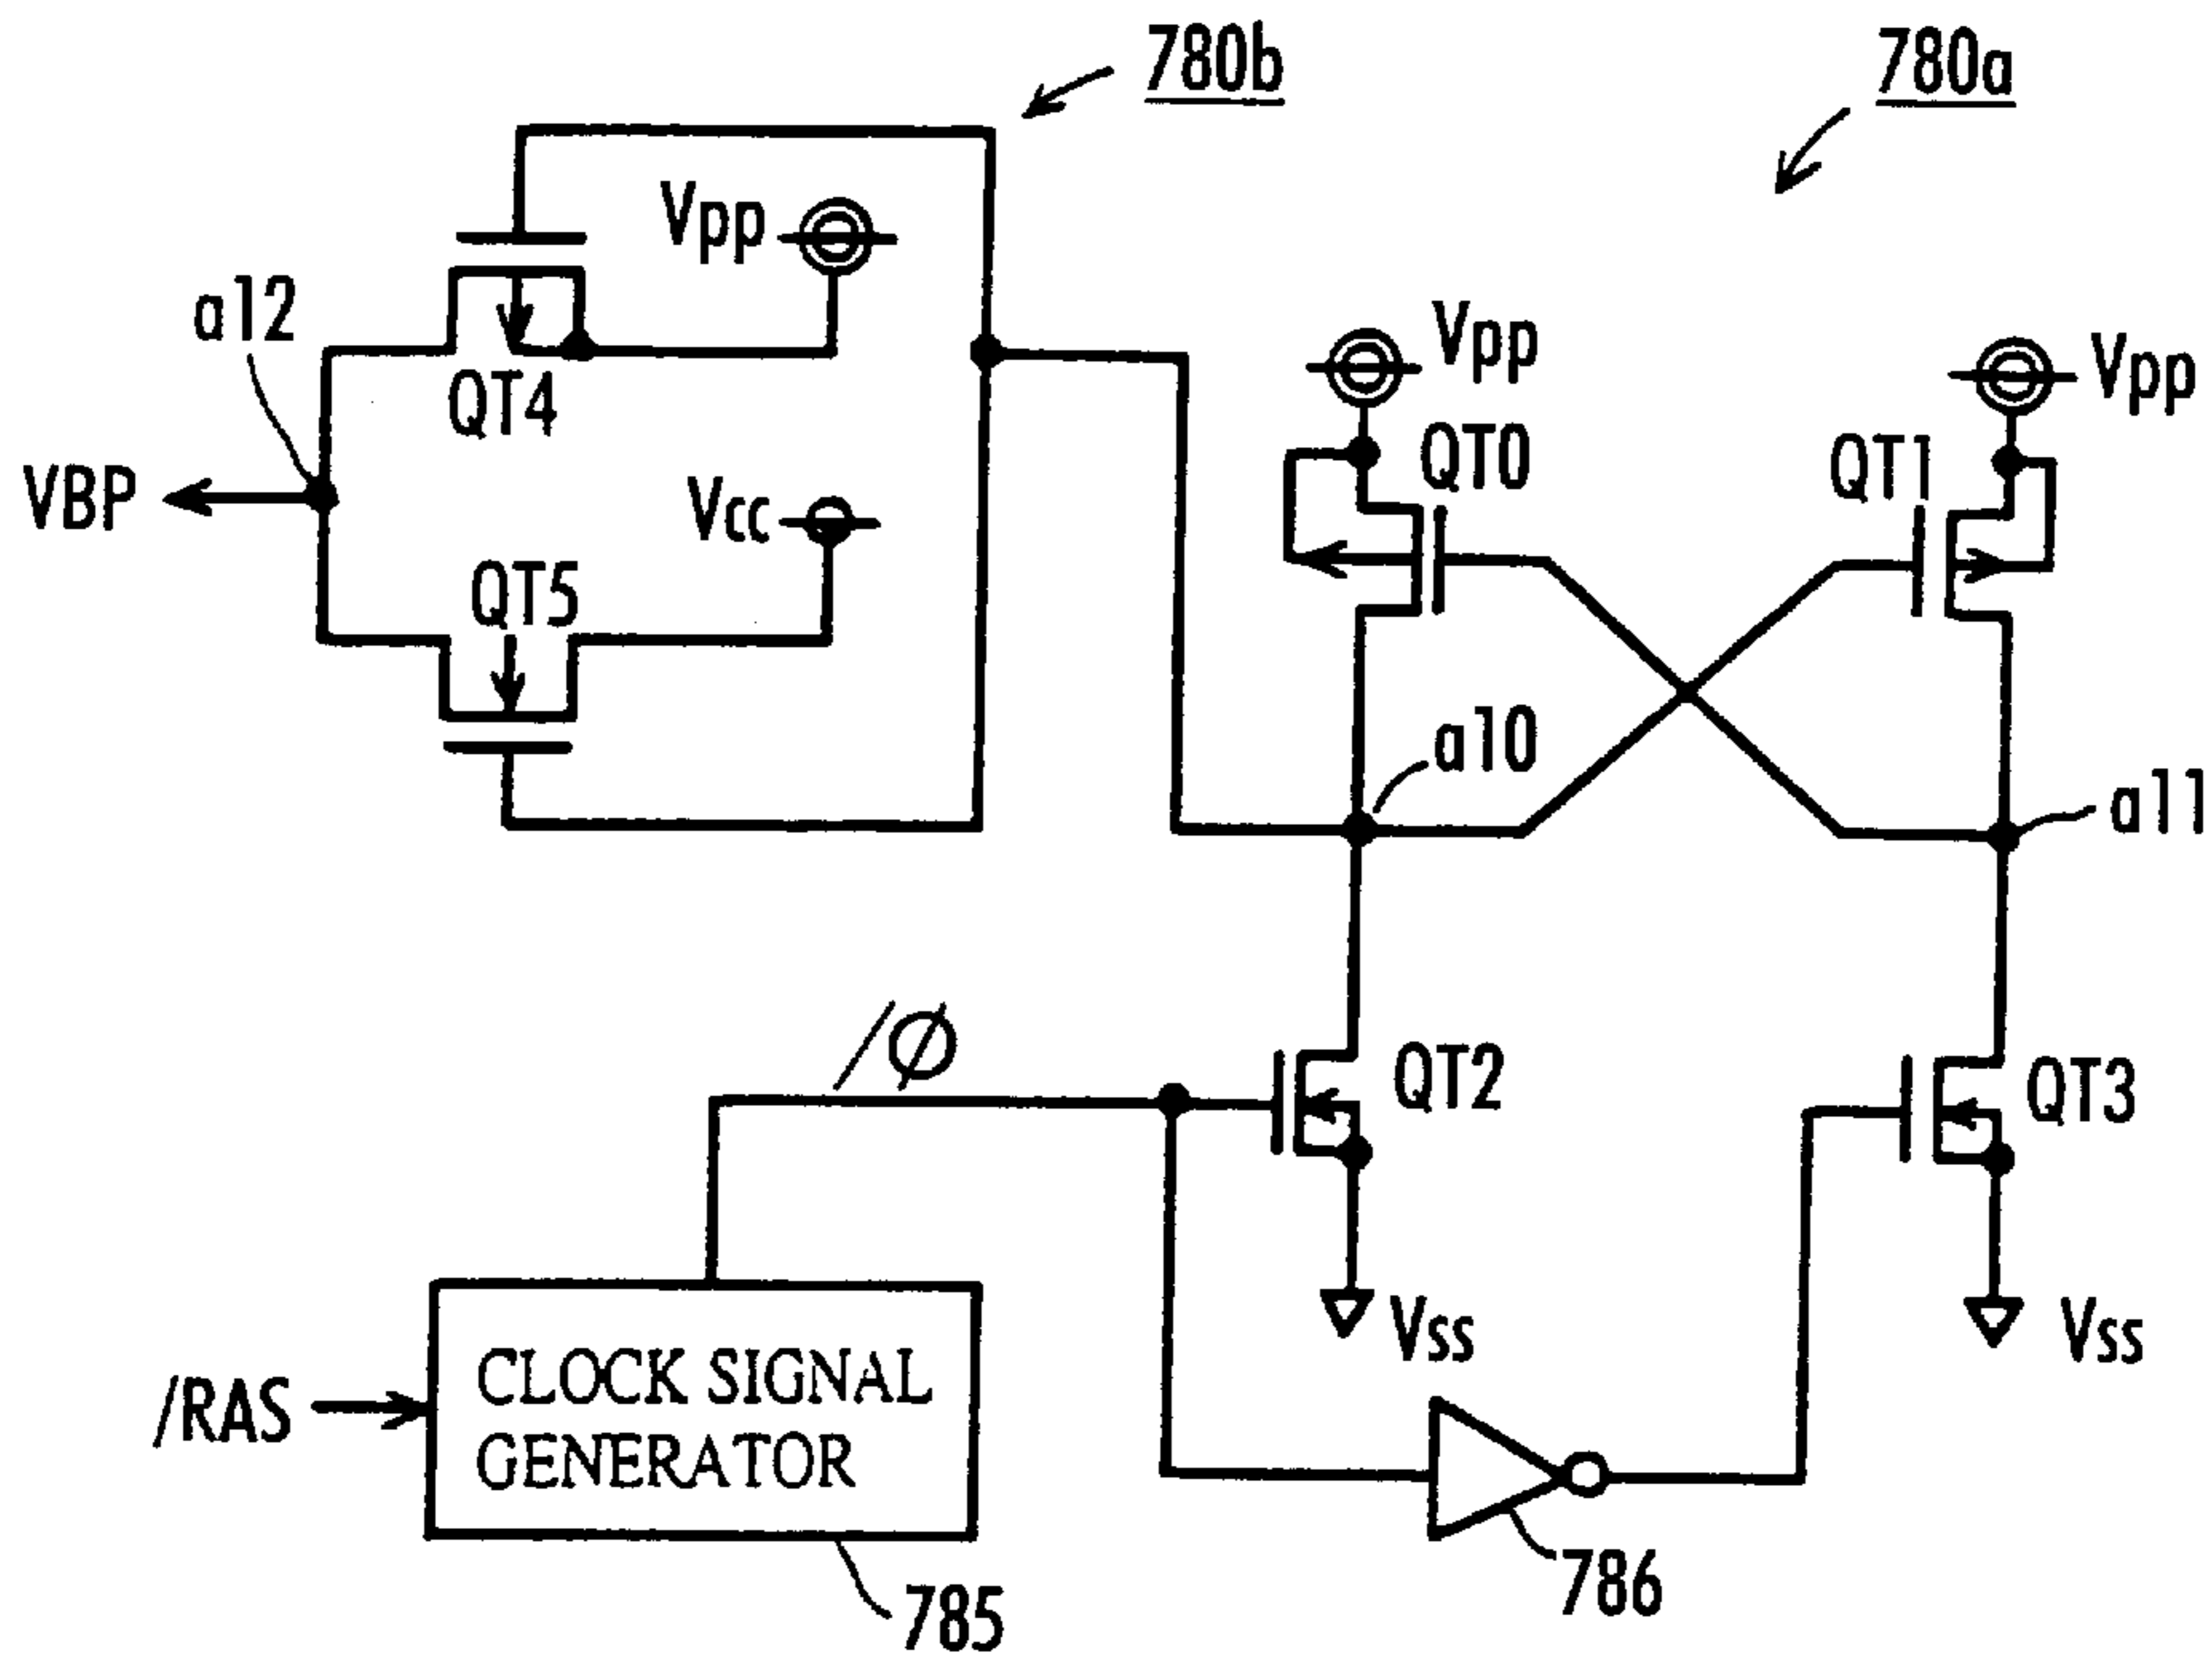 780b
780a
Vpp
a12
Vpp
Vpp
QT4
QT0
QT1
VBP
Vcc
QT5
a10
a11
/Ø
QT2
QT3
Vss
Vss
/RAS
CLOCK SIGNAL
GENERATOR
786
785